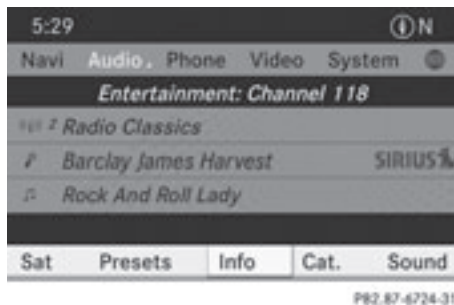 5:29 N
Navi Audio Phone Video System
Entertainment: Channel 118
Radio Classics
Barclay James Harvest SIRIUS
Rock And Roll Lady
Sat Presets Info Cat. Sound
P82.87-6724-31